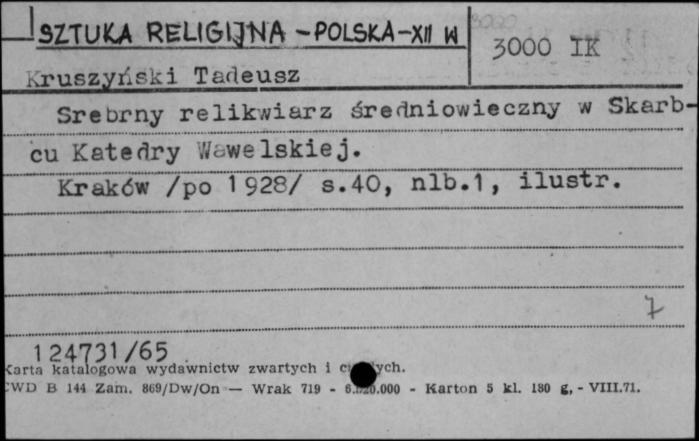 SZTUKA RELIGIJNA - POLSKA - XII W
3000 IK
Kruszyński Tadeusz
Srebrny relikwiarz średniowieczny w Skarb-
cu Katedry Wawelskiej.
Kraków /po 1928/ s.40, nlb.1, ilustr.
7
124731/65
Karta katalogowa wydawnictw zwartych i
CWD B 144 Zam. 869/Dw/On — Wrak 719 - - Karton 5 kl. 180 g, - VIII.71.